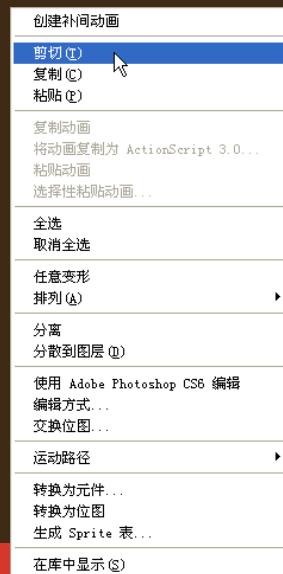 创建补间动画
剪切(T)
复制(C)
粘贴(P)
复制动画
将动画复制为 ActionScript 3.0...
粘贴动画
选择性粘贴动画...
全选
取消全选
任意变形
排列(A)
分离
分散到图层(D)
使用 Adobe Photoshop CS6 编辑
编辑方式...
交换位图...
运动路径
转换为元件...
转换为位图
生成 Sprite 表...
在库中显示(S)